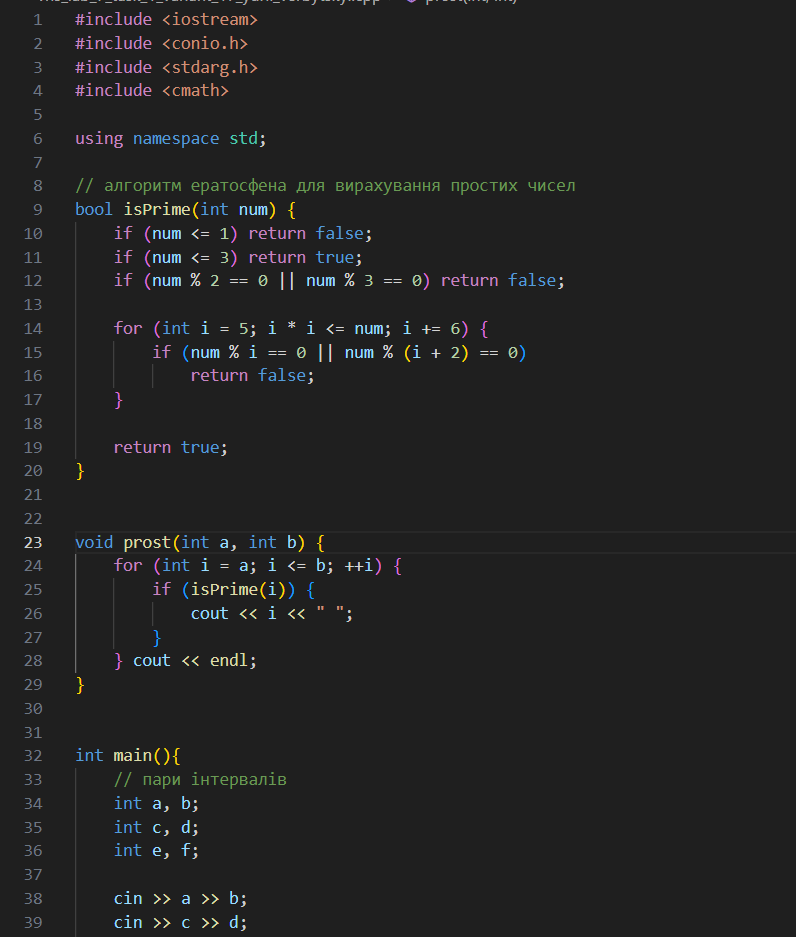 1 #include <iostream>
2 #include <conio.h>
3 #include <stdarg.h>
4 #include <cmath>
5
6 using namespace std;
7
8 // алгоритм ератосфена для вирахування простих чисел
9 bool isPrime(int num) {
10     if (num <= 1) return false;
11     if (num <= 3) return true;
12     if (num % 2 == 0 || num % 3 == 0) return false;
13
14     for (int i = 5; i * i <= num; i += 6) {
15         if (num % i == 0 || num % (i + 2) == 0)
16             return false;
17     }
18
19     return true;
20 }
21
22
23 void prost(int a, int b) {
24     for (int i = a; i <= b; ++i) {
25         if (isPrime(i)) {
26             cout << i << " ";
27         }
28     } cout << endl;
29 }
30
31
32 int main(){
33     // пари інтервалів
34     int a, b;
35     int c, d;
36     int e, f;
37
38     cin >> a >> b;
39     cin >> c >> d;